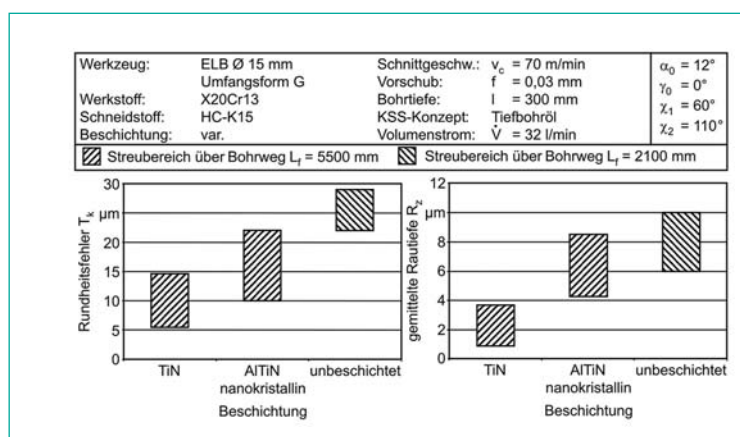 Werkzeug: ELB Ø 15 mm Schnittgeschw.: v_c = 70 m/min α_0 = 12°
Umfangsform G Vorschub: f = 0,03 mm γ_0 = 0°
Werkstoff: X20Cr13 Bohrtiefe: l = 300 mm χ_1 = 60°
Schneidstoff: HC-K15 KSS-Konzept: Tiefbohröl χ_2 = 110°
Beschichtung: var. Volumenstrom: V̇ = 32 l/min
Streubereich über Bohrweg L_f = 5500 mm Streubereich über Bohrweg L_f = 2100 mm
Rundheitsfehler T_k
30
µm
20
15
10
5
0
TiN AlTiN unbeschichtet
nanokristallin
Beschichtung
gemittelte Rautiefe R_z
12
µm
8
6
4
2
0
TiN AlTiN unbeschichtet
nanokristallin
Beschichtung